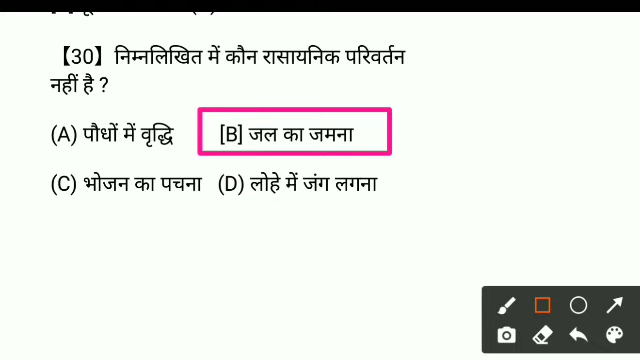 【30】 निम्नलिखित में कौन रासायनिक परिवर्तन
नहीं है ?
(A) पौधों में वृद्धि [B] जल का जमना
(C) भोजन का पचना (D) लोहे में जंग लगना